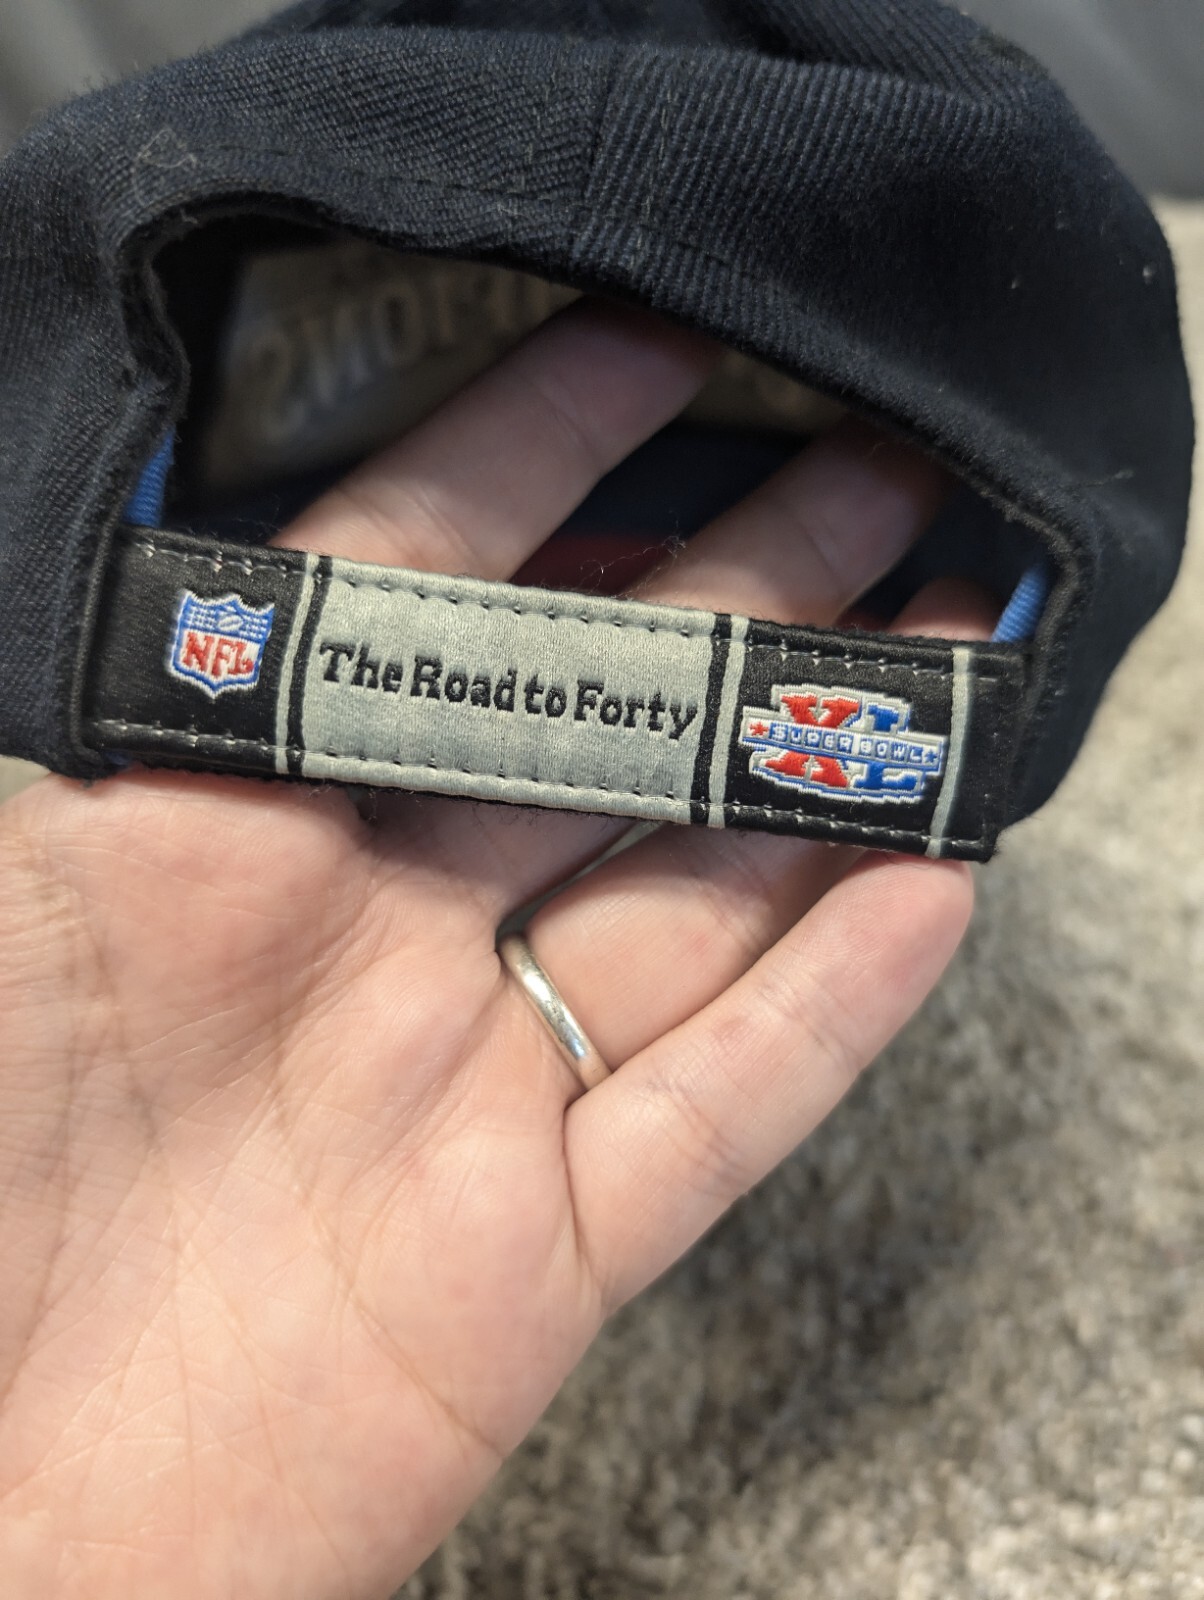 NFL
The Road to Forty
XL
SUPER BOWL